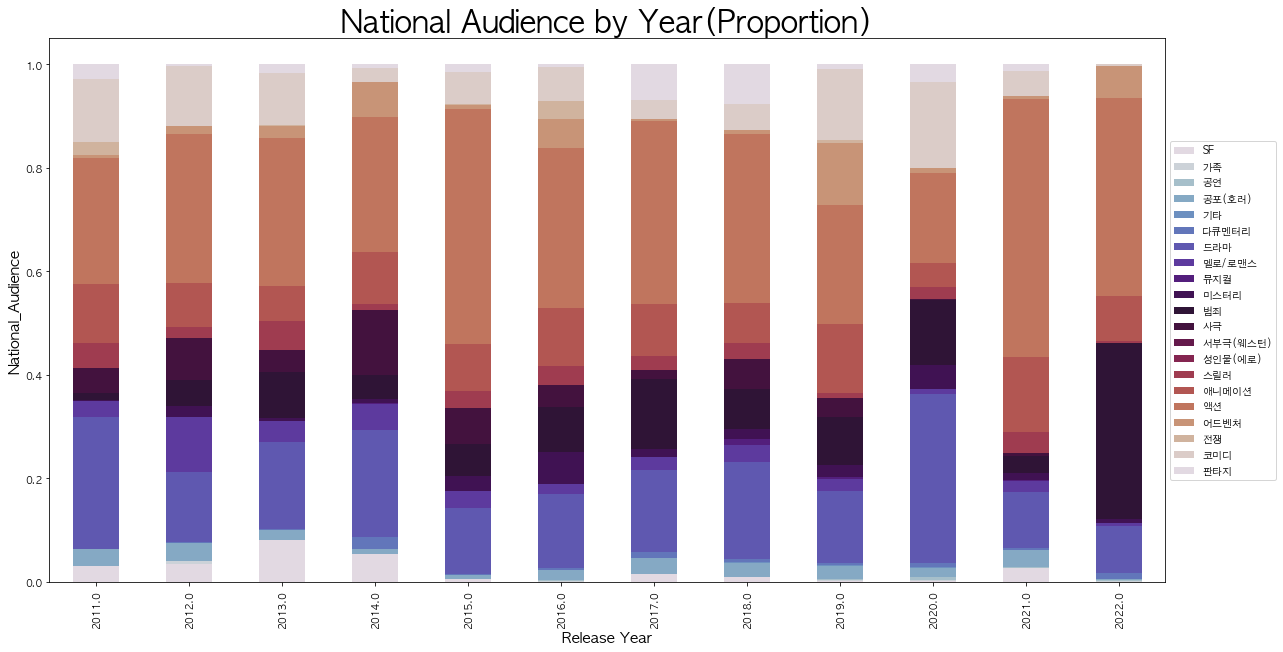 National Audience by Year(Proportion)
National_Audience
1.0
0.8
0.6
0.4
0.2
0.0
2011.0
2012.0
2013.0
2014.0
2015.0
2016.0
2017.0
2018.0
2019.0
2020.0
2021.0
2022.0
Release Year
SF
가족
공연
공포(호러)
기타
다큐멘터리
드라마
멜로/로맨스
뮤지컬
미스터리
범죄
사극
서부극(웨스턴)
성인물(에로)
스릴러
애니메이션
액션
어드벤처
전쟁
코미디
판타지